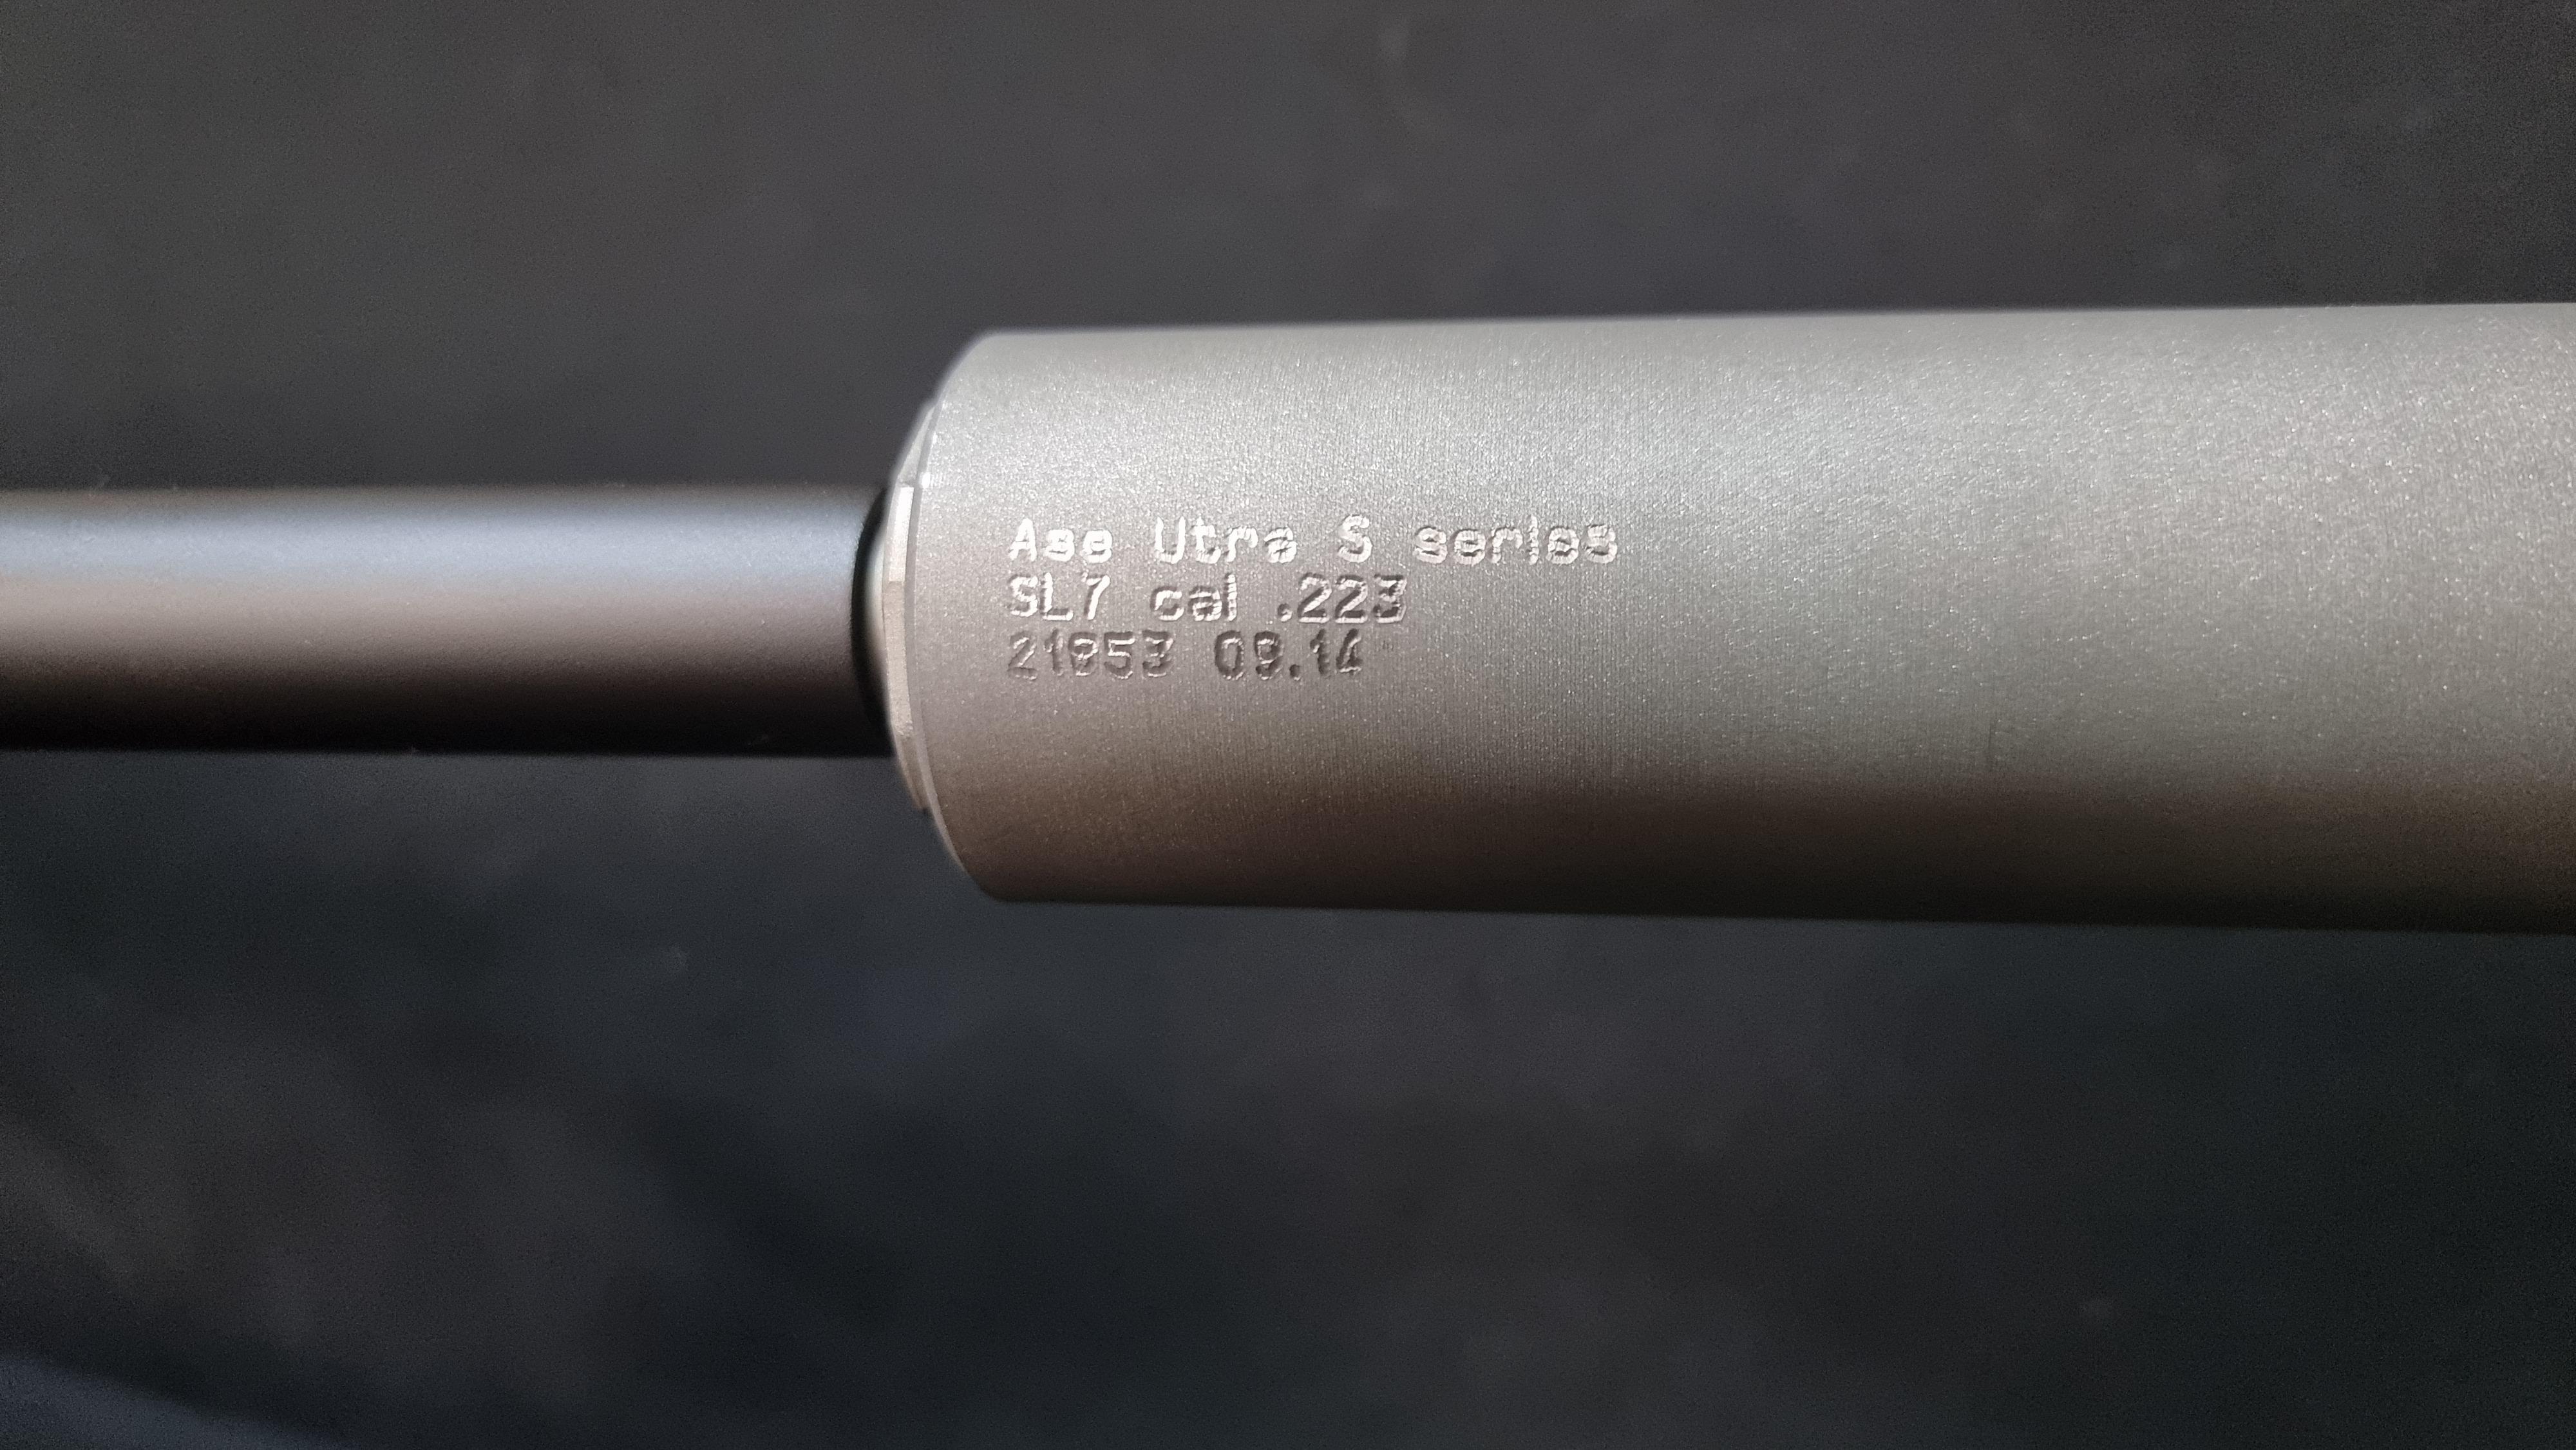 Ase Utra S series
SL7 cal .223
21953 09.14